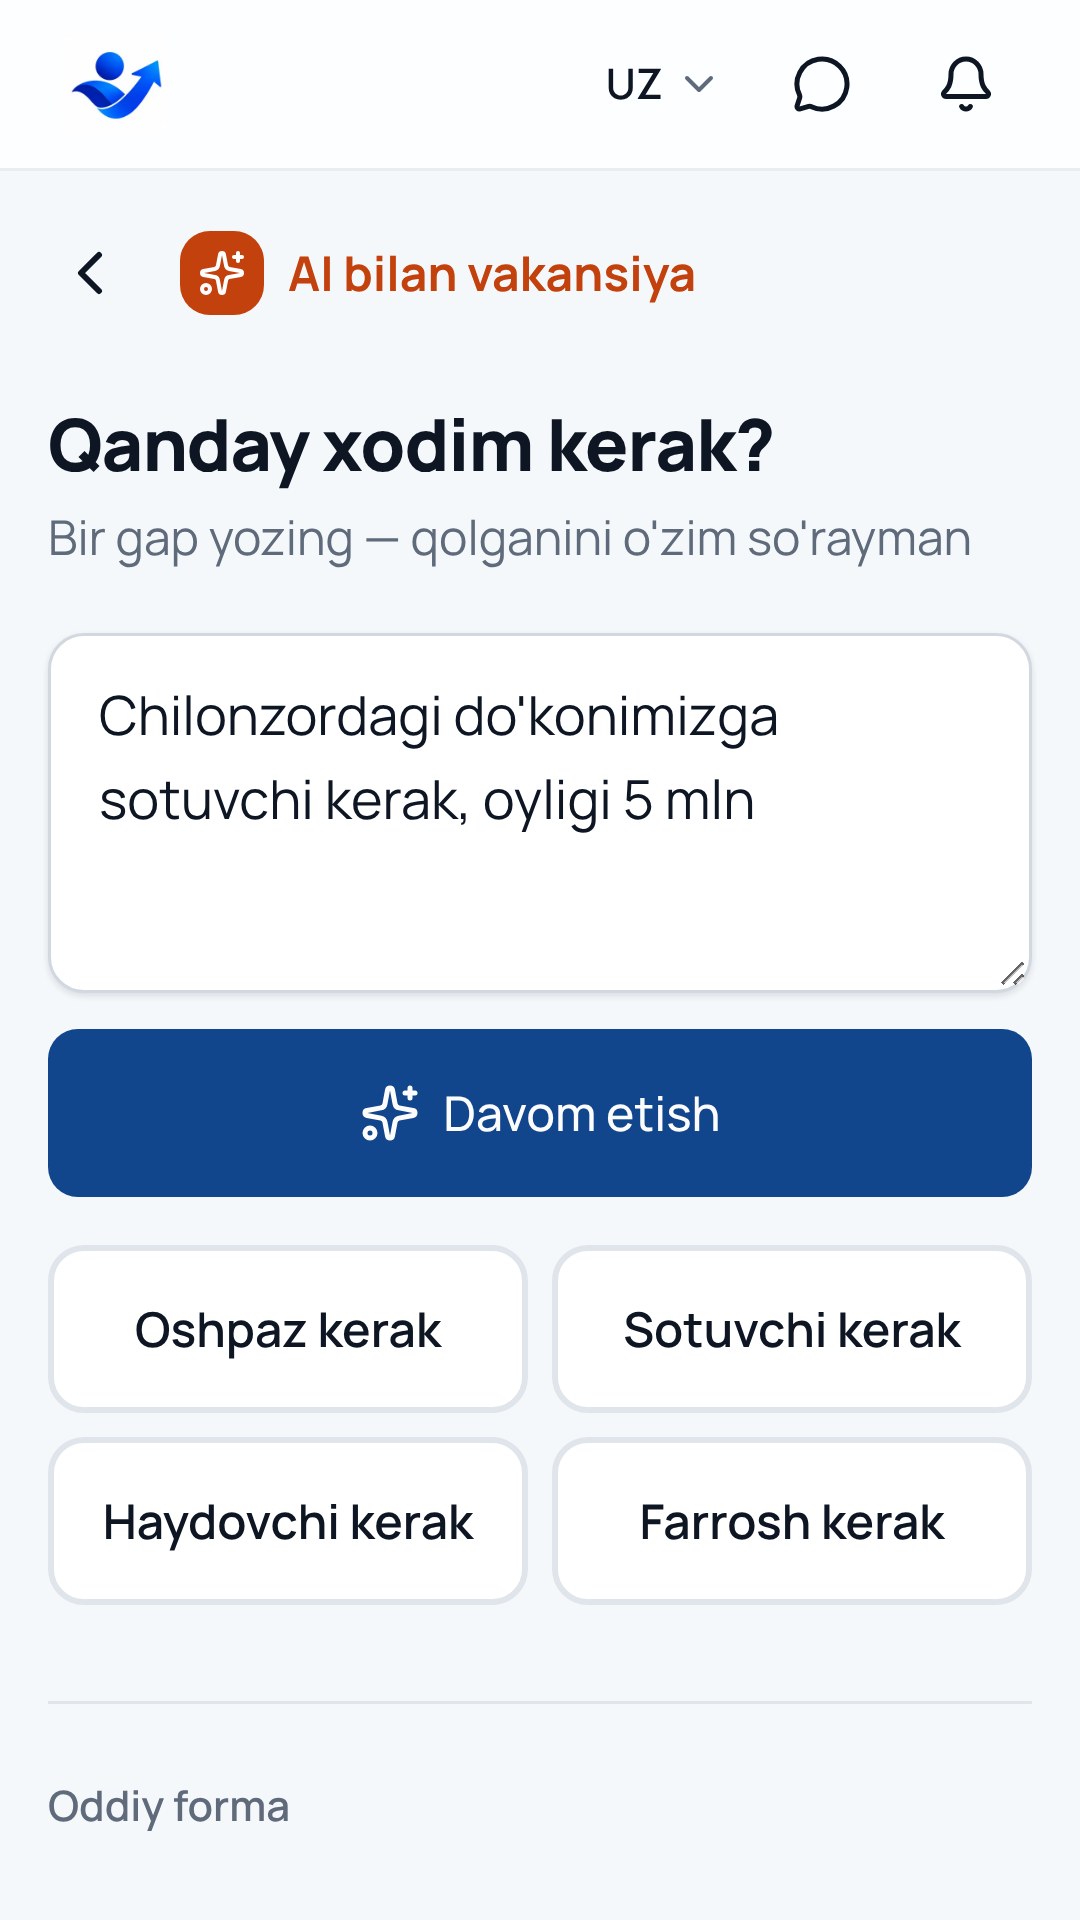 UZ
AI bilan vakansiya
Qanday xodim kerak?
Bir gap yozing — qolganini o'zim so'rayman
Chilonzordagi do'konimizga
sotuvchi kerak, oyligi 5 mln
Davom etish
Oshpaz kerak
Sotuvchi kerak
Haydovchi kerak
Farrosh kerak
Oddiy forma